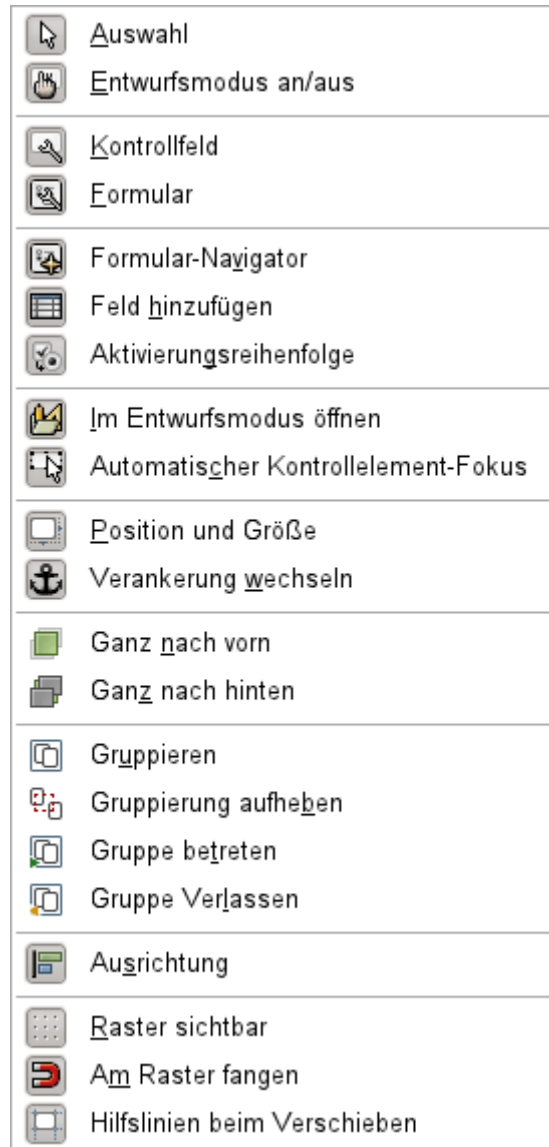 Auswahl
Entwurfsmodus an/aus
Kontrollfeld
Formular
Formular-Navigator
Feld hinzufügen
Aktivierungsreihenfolge
Im Entwurfsmodus öffnen
Automatischer Kontrollelement-Fokus
Position und Größe
Verankerung wechseln
Ganz nach vorn
Ganz nach hinten
Gruppieren
Gruppierung aufheben
Gruppe betreten
Gruppe Verlassen
Ausrichtung
Raster sichtbar
Am Raster fangen
Hilfslinien beim Verschieben